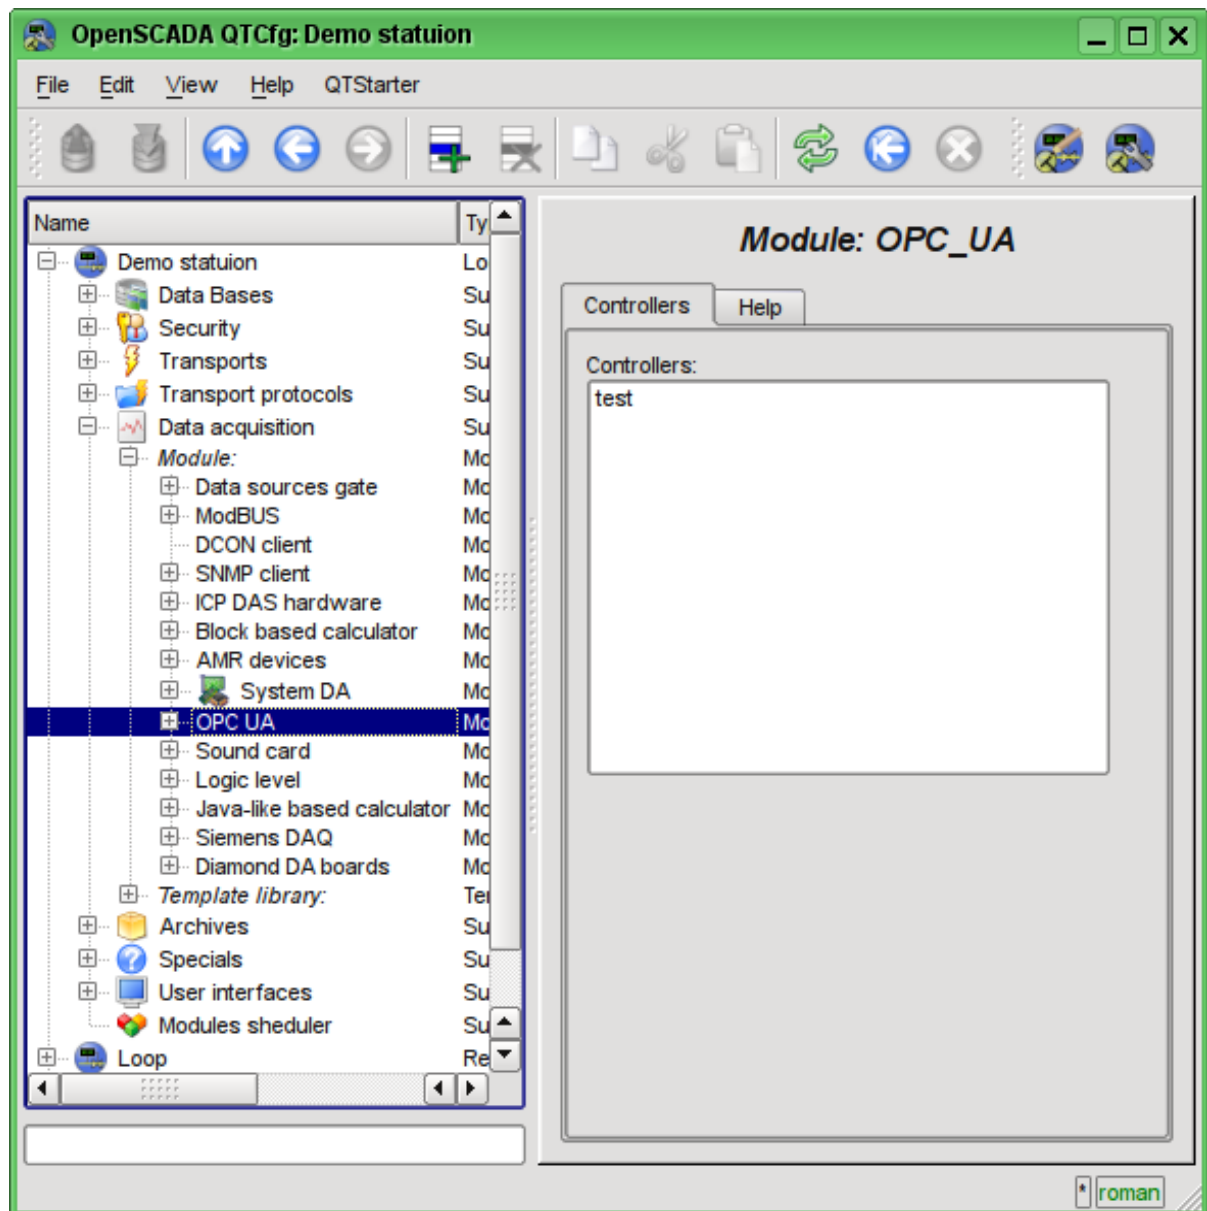 OpenSCADA QTCfg: Demo statuion
File Edit View Help QTStarter
Name Ty
Demo statuion Lo
Data Bases Su
Security Su
Transports Su
Transport protocols Su
Data acquisition Su
Module: Mo
Data sources gate Mo
ModBUS Mo
DCON client Mo
SNMP client Mo
ICP DAS hardware Mo
Block based calculator Mo
AMR devices Mo
System DA Mo
OPC UA Mo
Sound card Mo
Logic level Mo
Java-like based calculator Mo
Siemens DAQ Mo
Diamond DA boards Mo
Template library: Te
Archives Su
Specials Su
User interfaces Su
Modules sheduler Su
Loop Re
Module: OPC_UA
Controllers Help
Controllers:
test
* roman